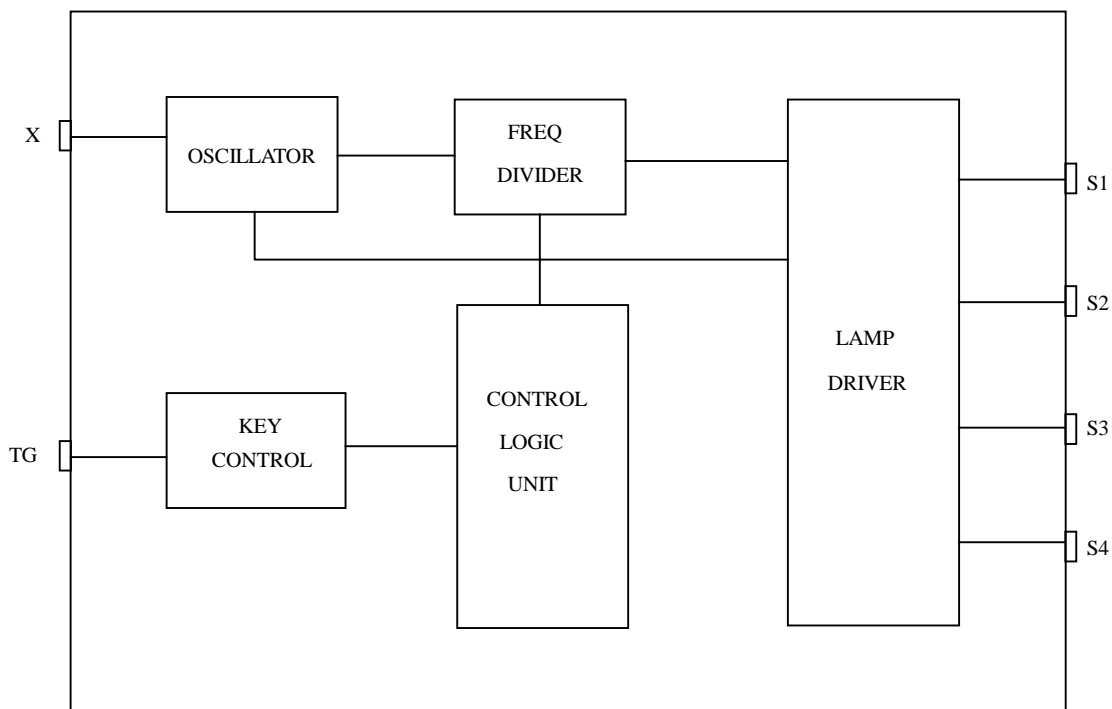 X
OSCILLATOR
FREQ
DIVIDER
S1
S2
LAMP
DRIVER
TG
KEY
CONTROL
CONTROL
LOGIC
UNIT
S3
S4